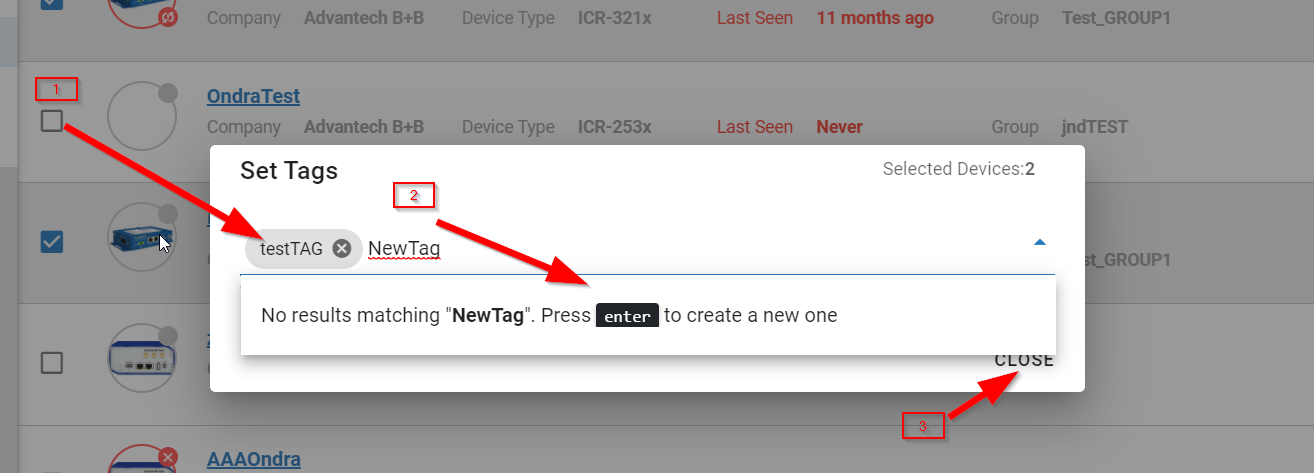 Company Advantech B+B Device Type ICR-321x Last Seen 11 months ago Group Test_GROUP1
1
OndraTest
Company Advantech B+B Device Type ICR-253x Last Seen Never Group jndTEST
Set Tags Selected Devices:2
2
testTAG NewTag
st_GROUP1
No results matching "NewTag". Press enter to create a new one
CLOSE
3
AAAOndra